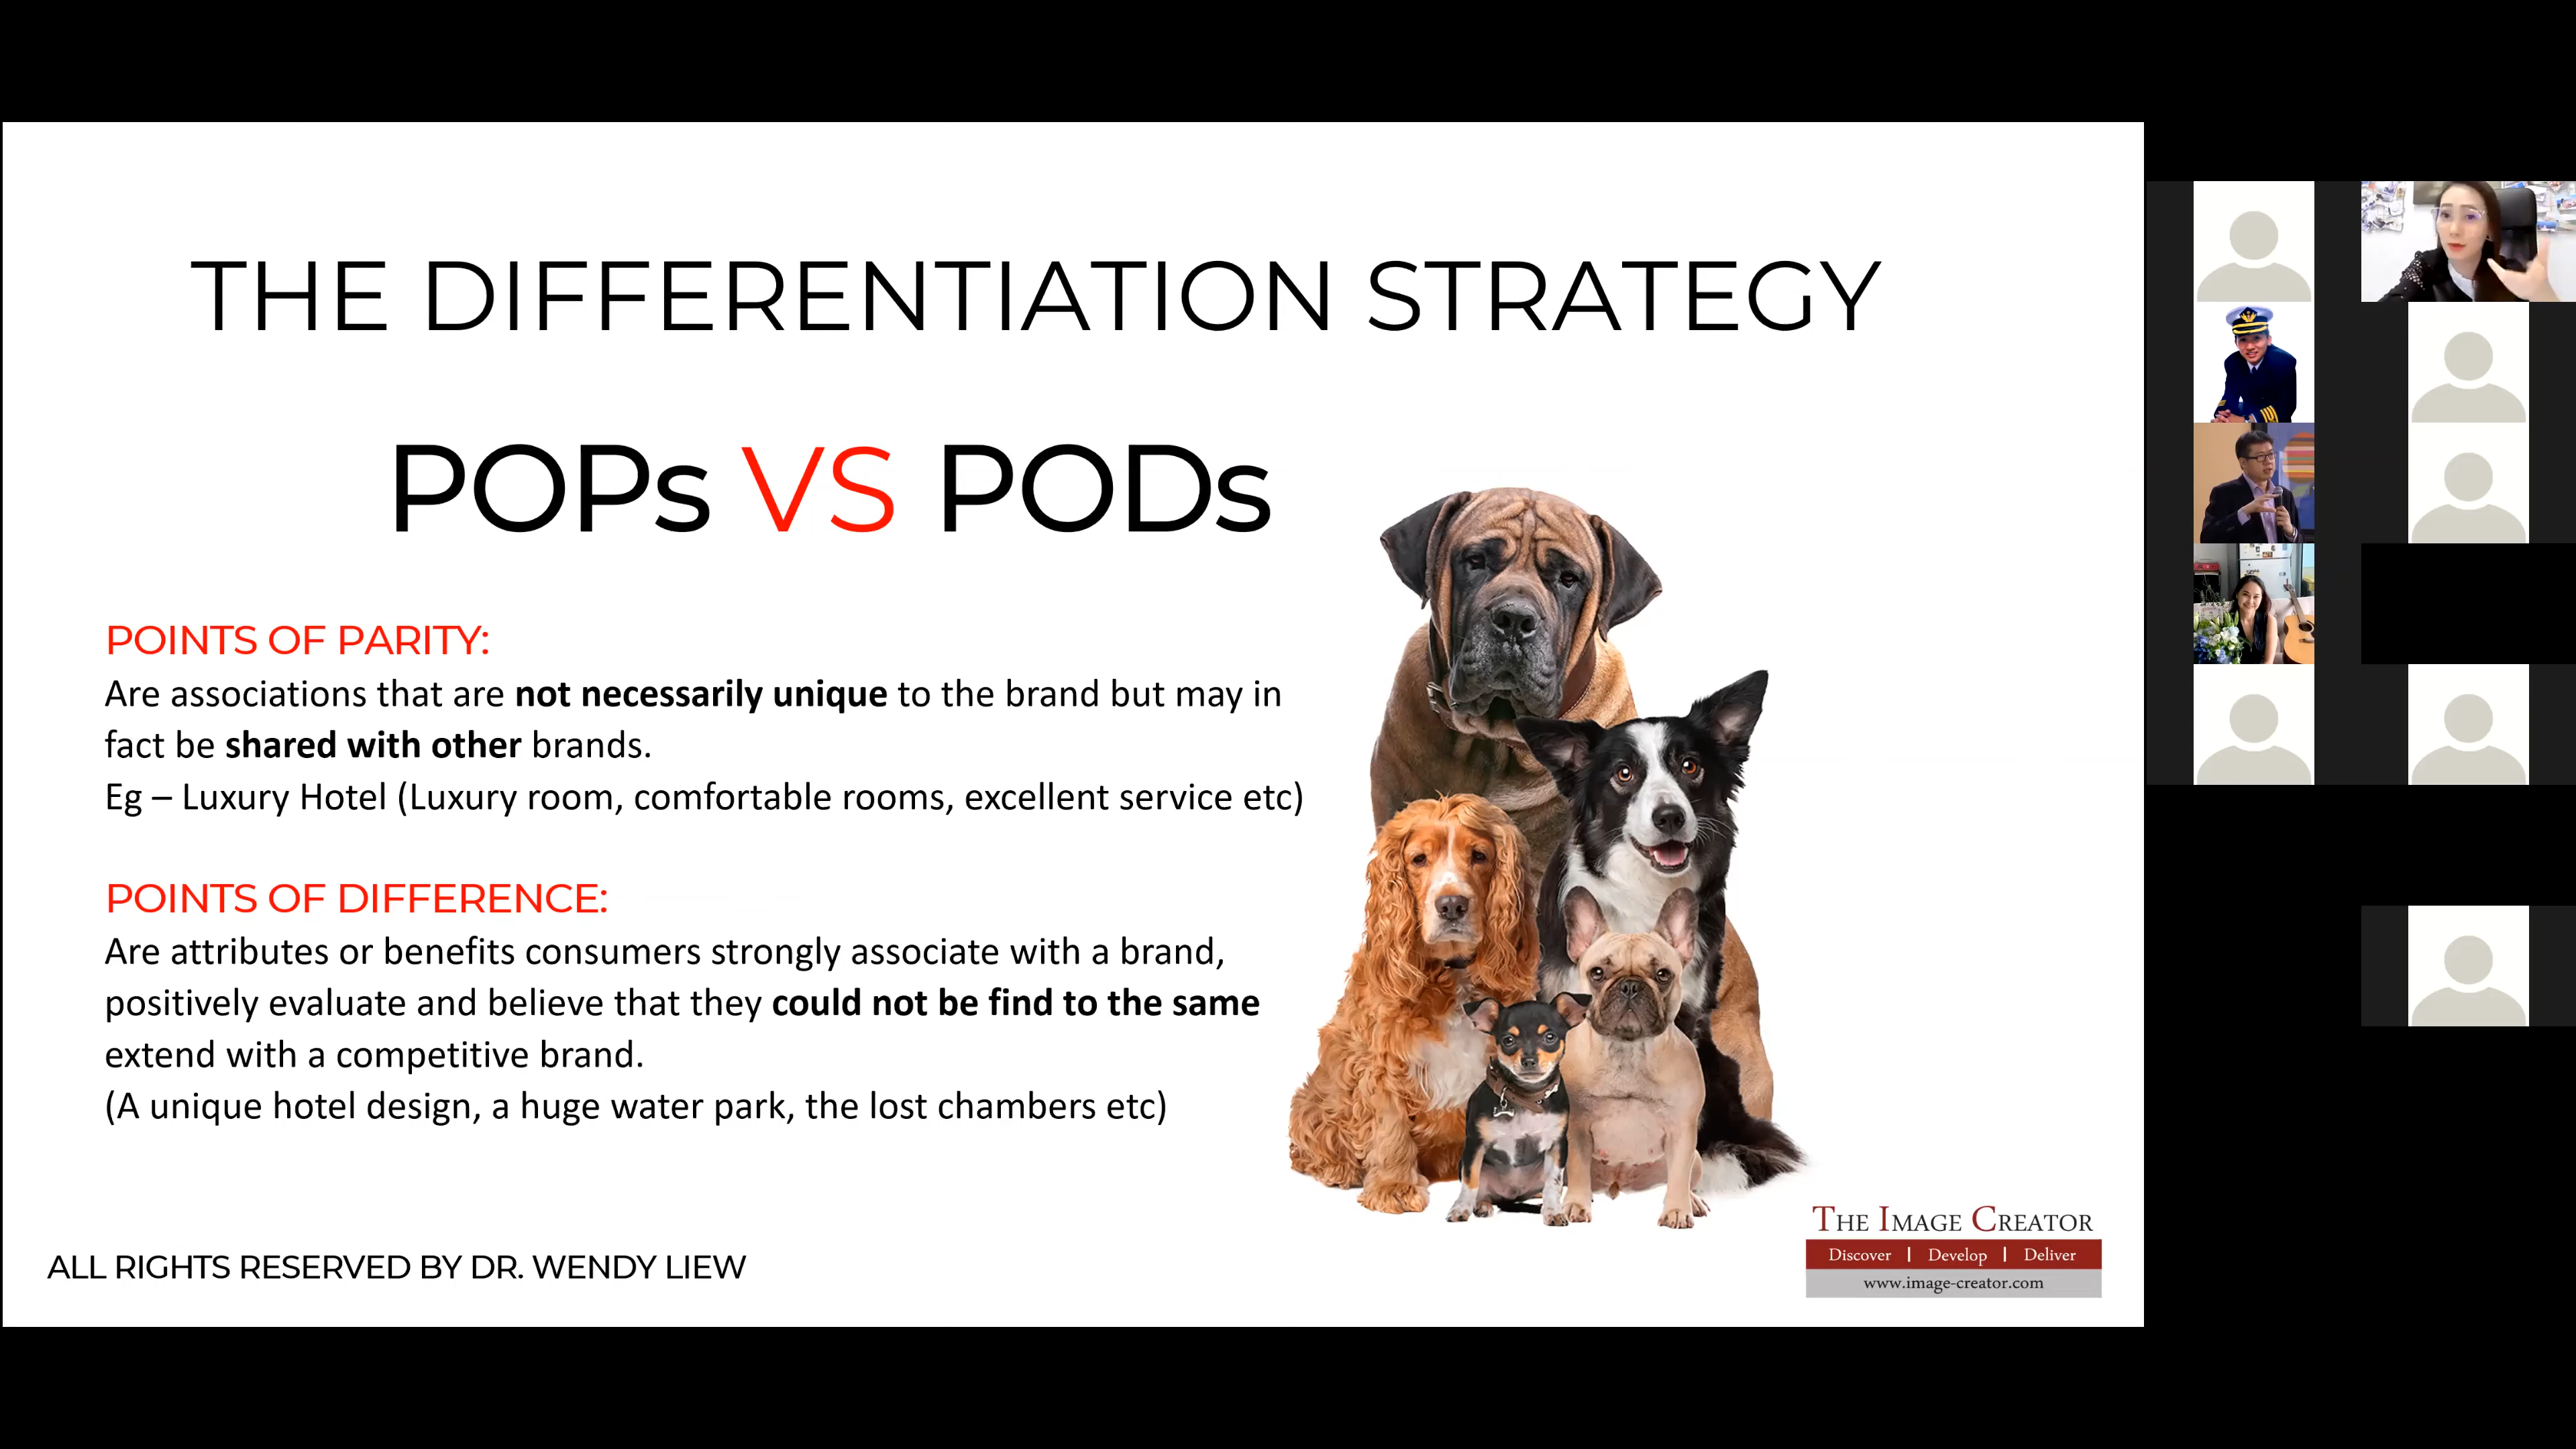 THE DIFFERENTIATION STRATEGY
POPs VS PODs
POINTS OF PARITY:
Are associations that are not necessarily unique to the brand but may in
fact be shared with other brands.
Eg – Luxury Hotel (Luxury room, comfortable rooms, excellent service etc)
POINTS OF DIFFERENCE:
Are attributes or benefits consumers strongly associate with a brand,
positively evaluate and believe that they could not be find to the same
extend with a competitive brand.
(A unique hotel design, a huge water park, the lost chambers etc)
ALL RIGHTS RESERVED BY DR. WENDY LIEW
THE IMAGE CREATOR
Discover | Develop | Deliver
www.image-creator.com